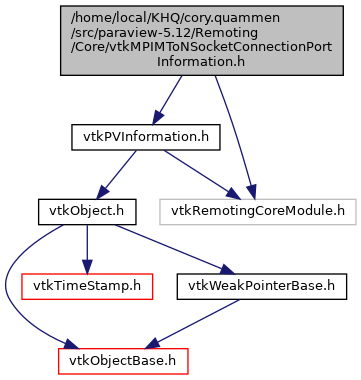 /home/local/KHQ/cory.quammen
/src/paraview-5.12/Remoting
/Core/vtkMPIMToNSocketConnectionPort
Information.h
vtkPVInformation.h
vtkObject.h
vtkRemotingCoreModule.h
vtkTimeStamp.h
vtkWeakPointerBase.h
vtkObjectBase.h